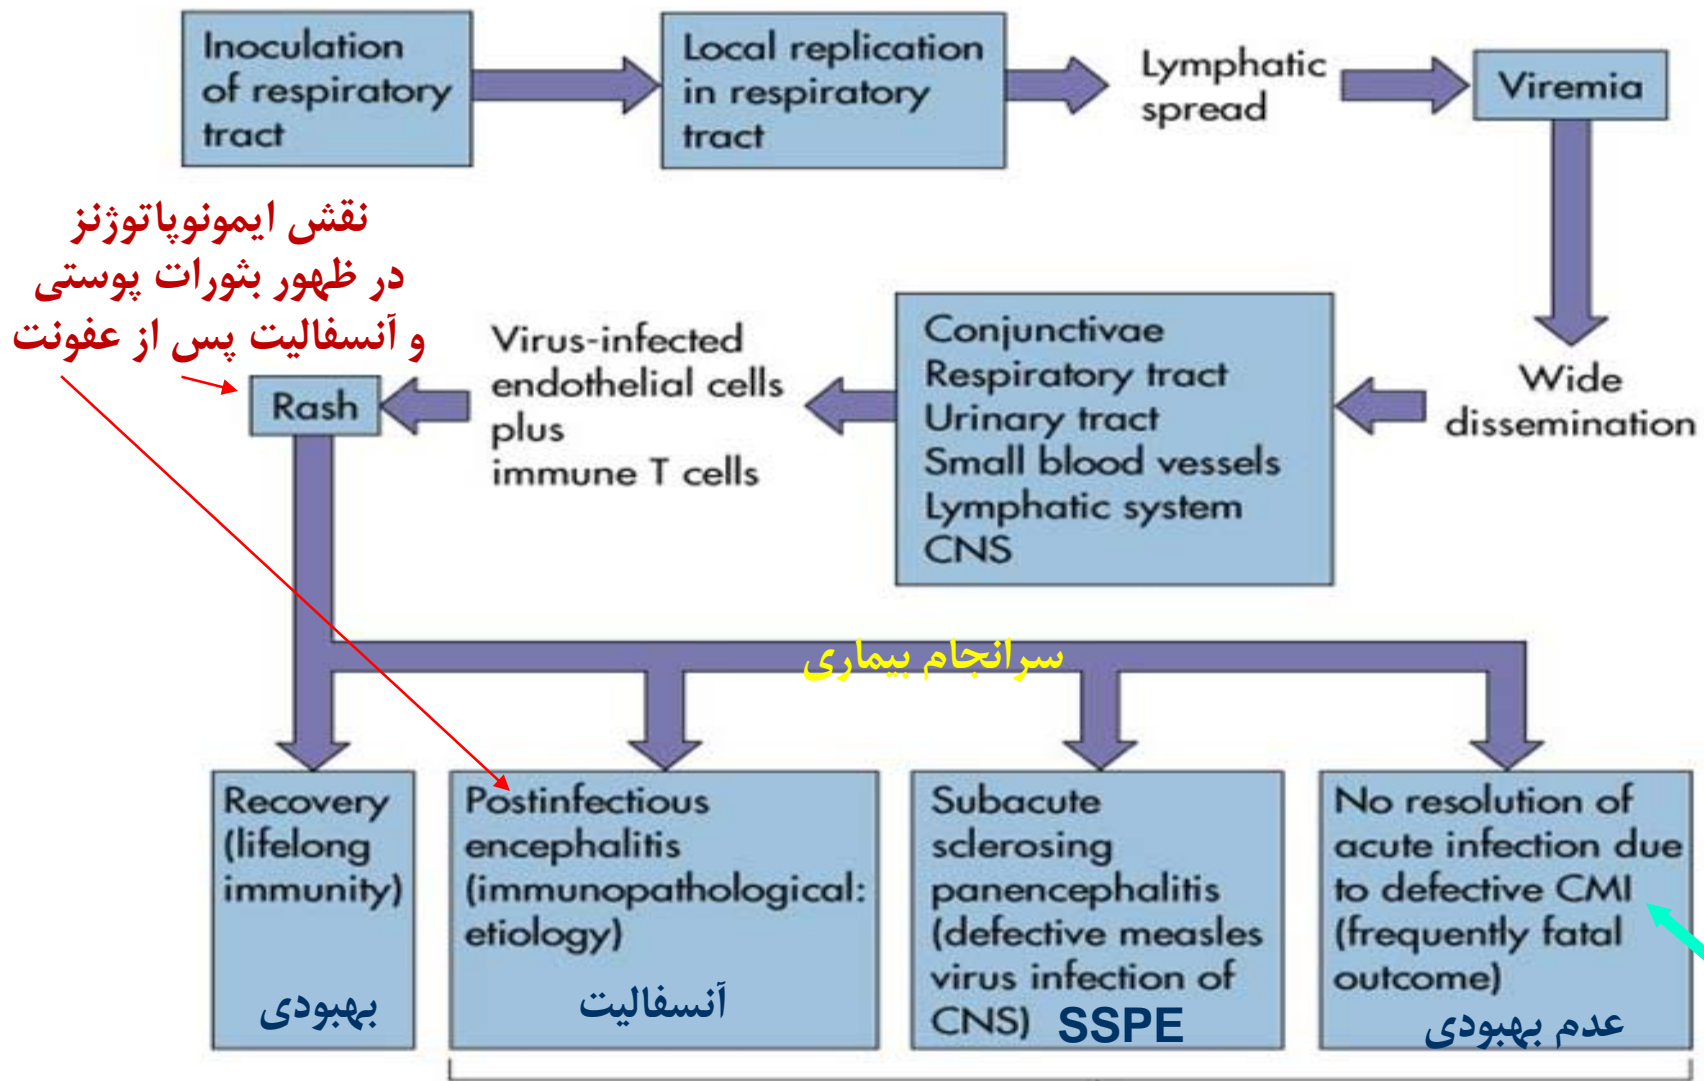 Inoculation
of respiratory
tract
Local replication
in respiratory
tract
Lymphatic
spread
Viremia
نقش ایمونوپاتوژنز
در ظهور بثورات پوستی
و آنسفالیت پس از عفونت
Wide
dissemination
Conjunctivae
Respiratory tract
Urinary tract
Small blood vessels
Lymphatic system
CNS
Virus-infected
endothelial cells
plus
immune T cells
Rash
سرانجام بیماری
Recovery
(lifelong
immunity)
بهبودی
Postinfectious
encephalitis
(immunopathological:
etiology)
آنسفالیت
Subacute
sclerosing
panencephalitis
(defective measles
virus infection of
CNS) SSPE
No resolution of
acute infection due
to defective CMI
(frequently fatal
outcome)
عدم بهبودی